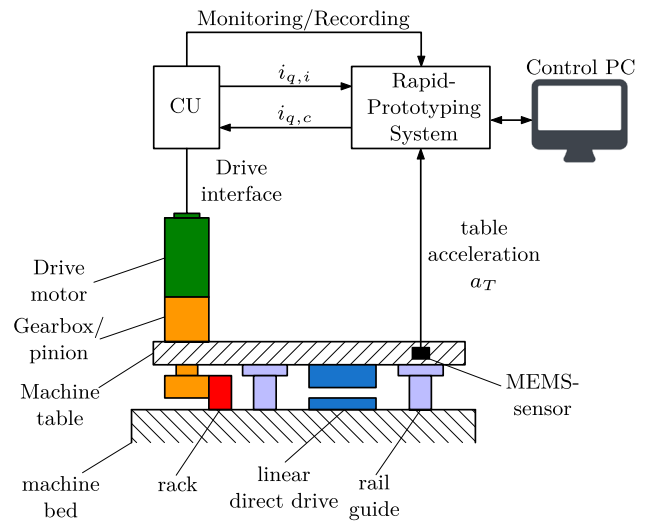 Monitoring/Recording
CU
i_{q,i}
i_{q,c}
Rapid-
Prototyping
System
Control PC
Drive
interface
table
acceleration
a_T
Drive
motor
Gearbox/
pinion
Machine
table
MEMS-
sensor
machine
bed
rack
linear
direct drive
rail
guide